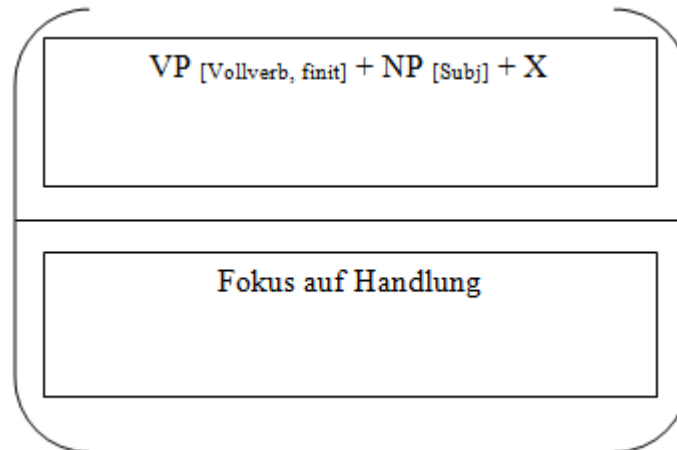 VP [Vollverb, finit] + NP [Subj] + X
Fokus auf Handlung